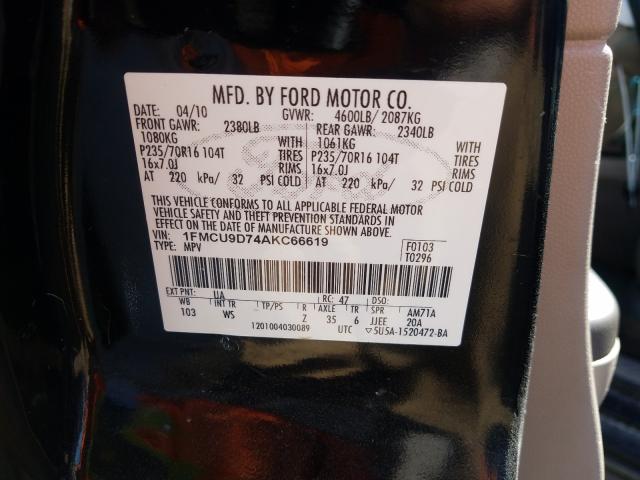 MFD. BY FORD MOTOR CO.
DATE: 04/10 GVWR: 4600LB/ 2087KG
FRONT GAWR: 2380LB REAR GAWR: 2340LB
1080KG WITH 1061KG WITH
P235/70R16 104T TIRES P235/70R16 104T TIRES
16x7.0J RIMS 16x7.0J RIMS
AT 220 kPa/ 32 PSI COLD AT 220 kPa/ 32 PSI COLD
THIS VEHICLE CONFORMS TO ALL APPLICABLE FEDERAL MOTOR
VEHICLE SAFETY AND THEFT PREVENTION STANDARDS IN
EFFECT ON THE DATE OF MANUFACTURE SHOWN ABOVE.
VIN: 1FMCU9D74AKC66619 F0103
TYPE: MPV T0296
EXT PNT: UA RC: 47 DSO:
WB INT TR TP/PS R AXLE TR SPR AM71A
103 WS Z 35 6 JJEE 20A
1201004030089 UTC ▽5U5A-1520472-BA
Ford